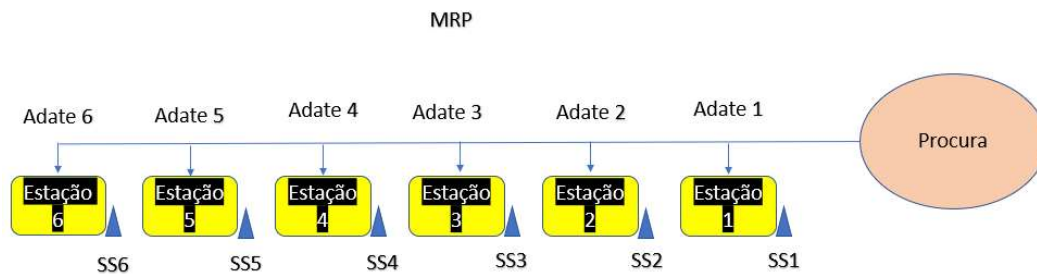 MRP
Adate 6
Adate 5
Adate 4
Adate 3
Adate 2
Adate 1
Procura
Estação
6
Estação
5
Estação
4
Estação
3
Estação
2
Estação
1
SS6
SS5
SS4
SS3
SS2
SS1